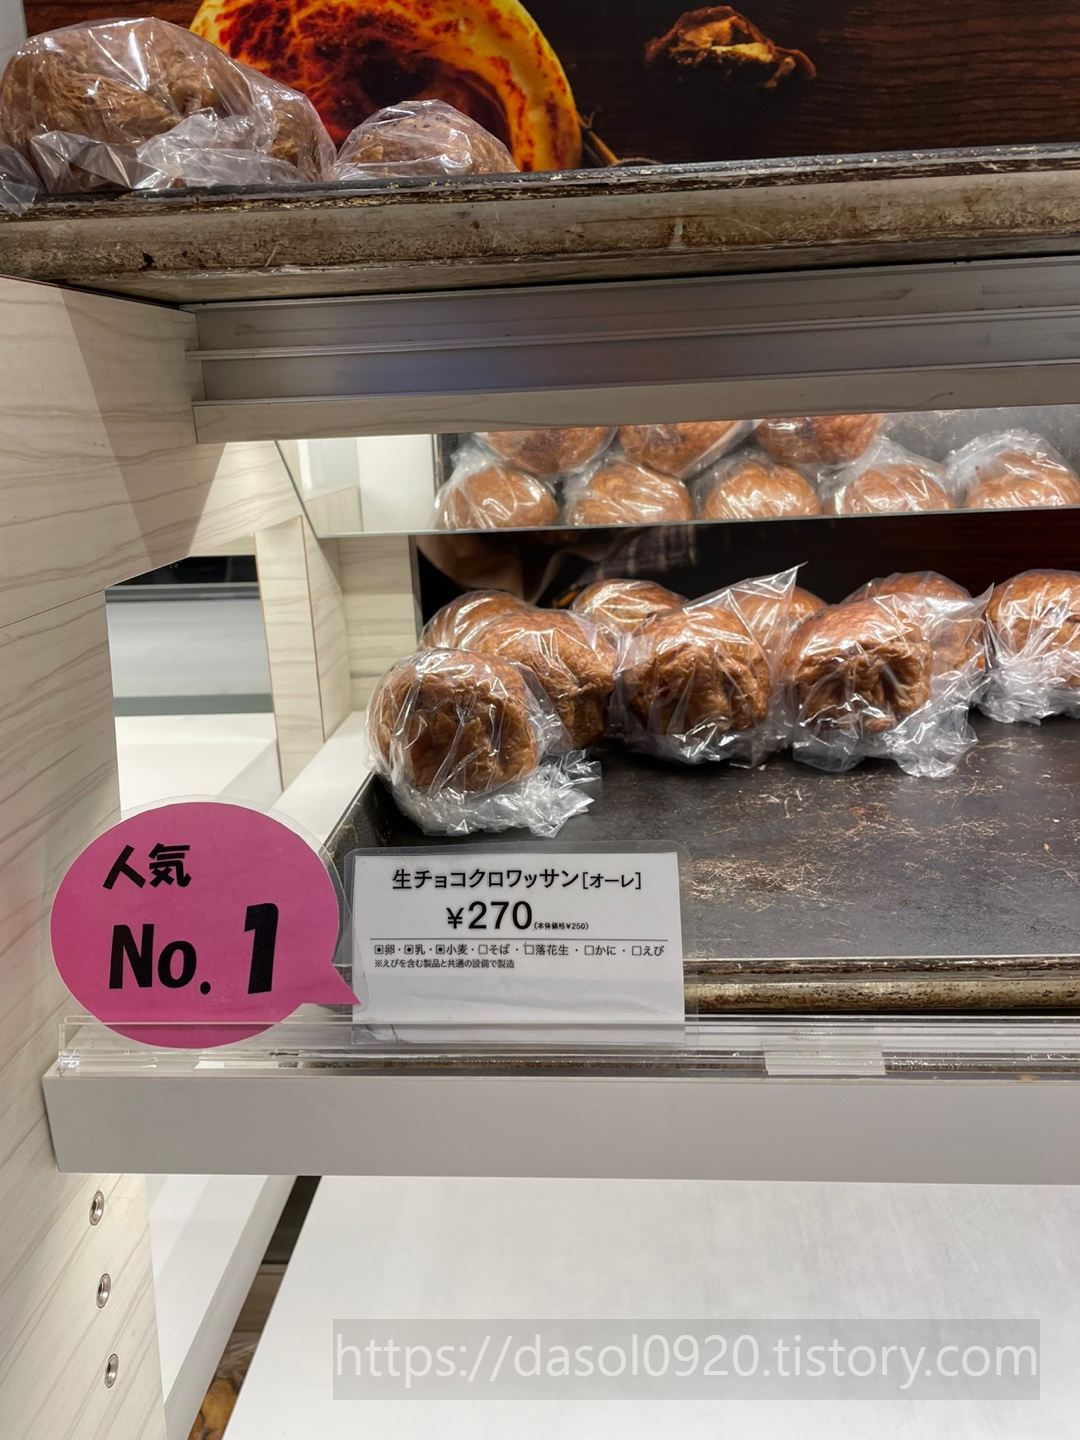 人気
No. 1
生チョコクロワッサン[オーレ]
¥270(本体価格¥250)
▣卵・▣乳・▣小麦・□そば・□落花生・□かに・□えび
※えびを含む製品と共通の設備で製造
https://dasol0920.tistory.com